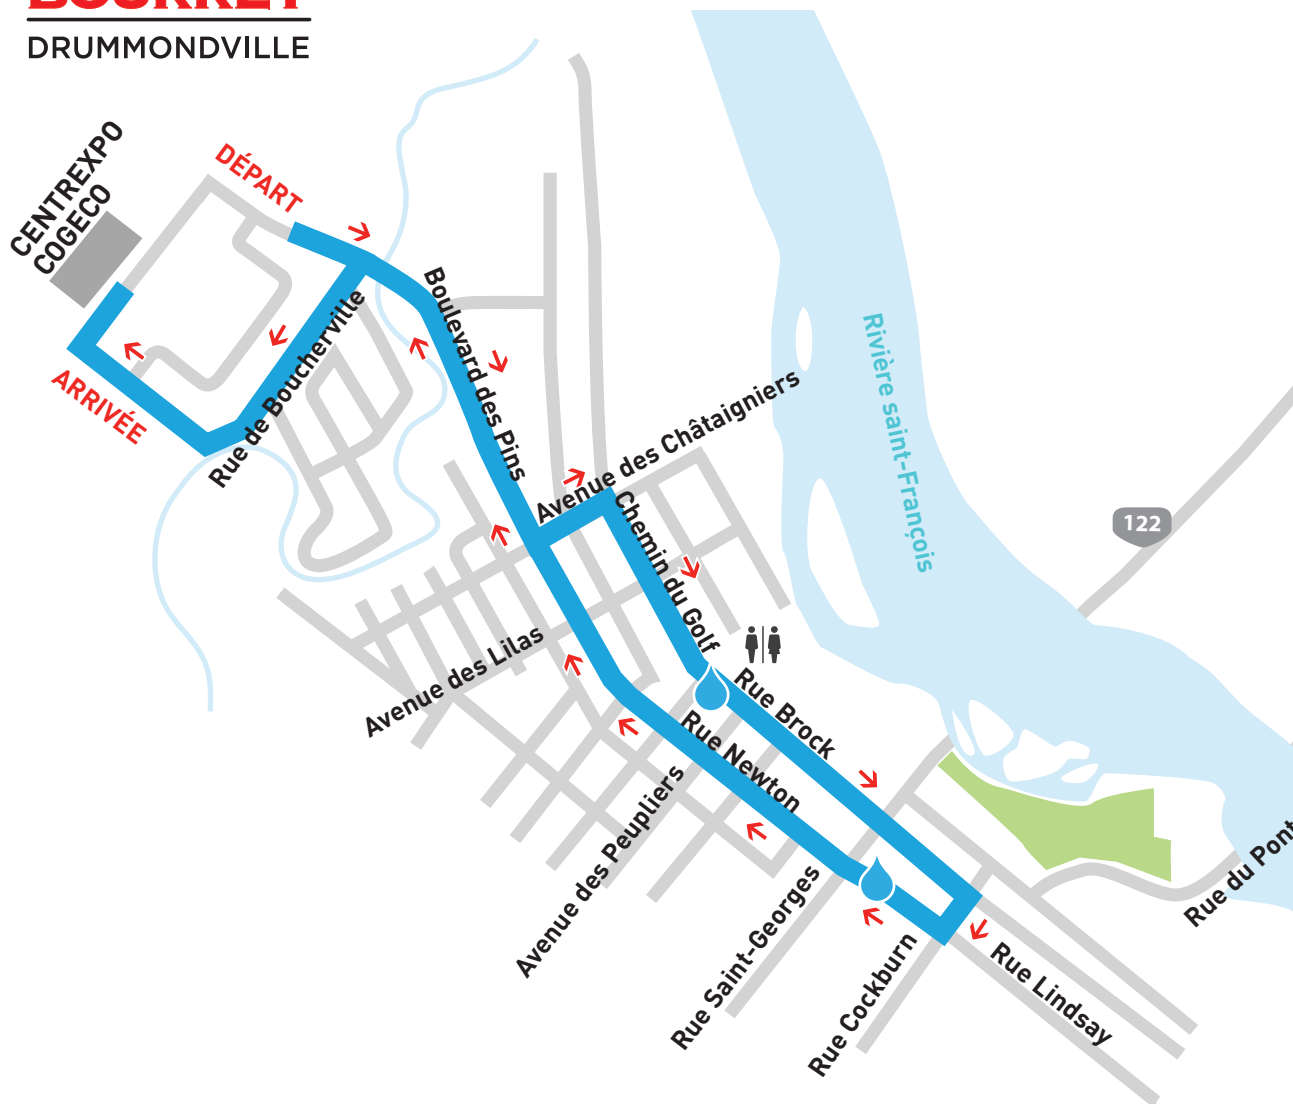 BOURRET
DRUMMONDVILLE
CENTREXPO
COGECO
DÉPART
ARRIVÉE
Rue de Boucherville
Boulevard des Pins
Avenue des Châtaigniers
Rivière saint-François
122
Chemin du Golf
Avenue des Lilas
Rue Brock
Rue Newton
Avenue des Peupliers
Rue Saint-Georges
Rue Cockburn
Rue Lindsay
Rue du Pont